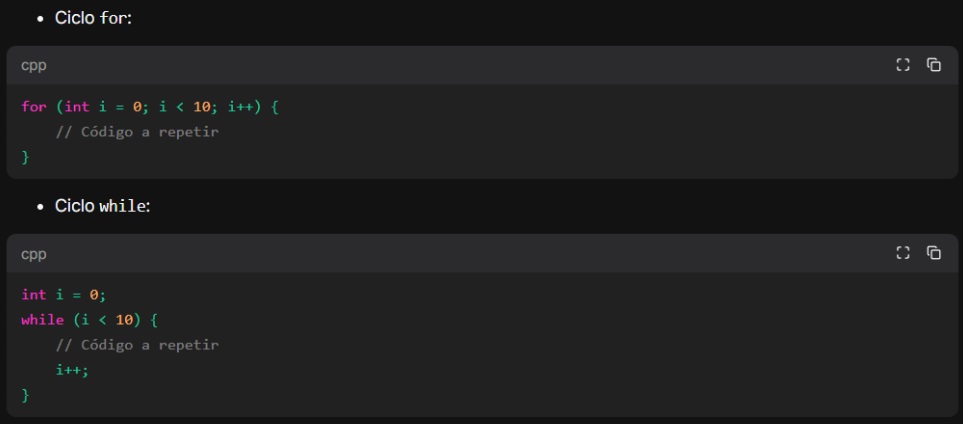 • Ciclo for:
cpp
for (int i = 0; i < 10; i++) {
    // Código a repetir
}
• Ciclo while:
cpp
int i = 0;
while (i < 10) {
    // Código a repetir
    i++;
}